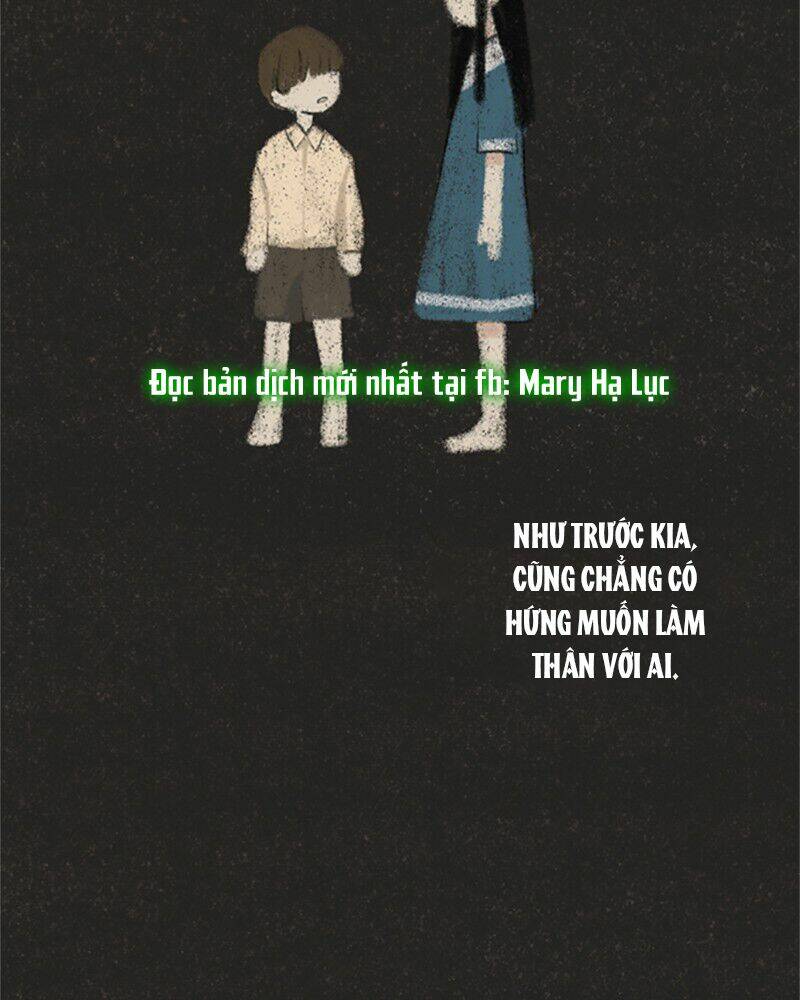 Đọc bản dịch mới nhất tại fb: Mary Hạ Lục
NHƯ TRƯỚC KIA,
CŨNG CHẲNG CÓ
HỨNG MUỐN LÀM
THÂN VỚI AI.